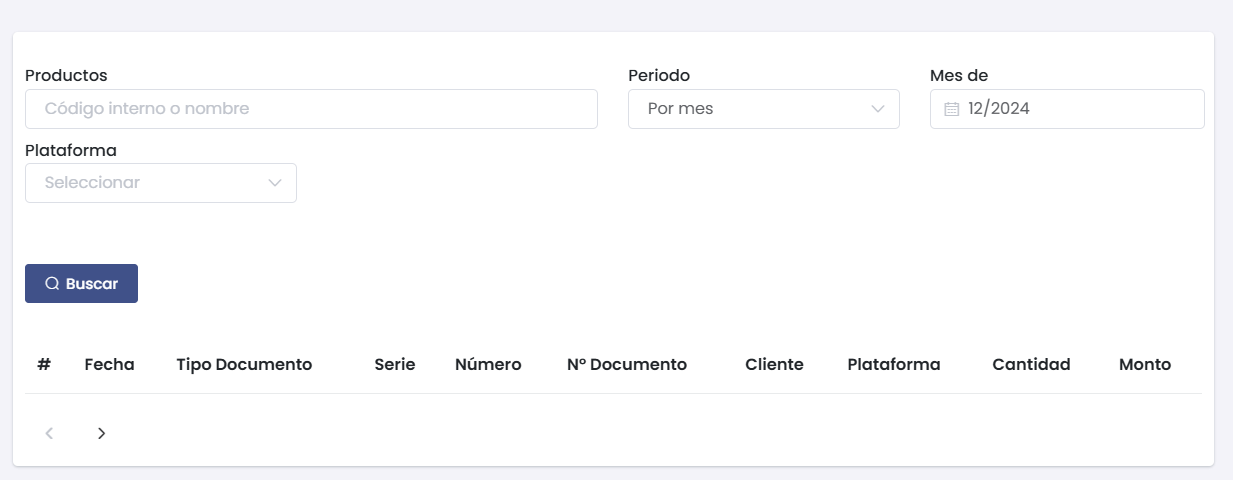 Productos Periodo Mes de
Código interno o nombre Por mes 12/2024
Plataforma
Seleccionar
Buscar
# Fecha Tipo Documento Serie Número Nº Documento Cliente Plataforma Cantidad Monto